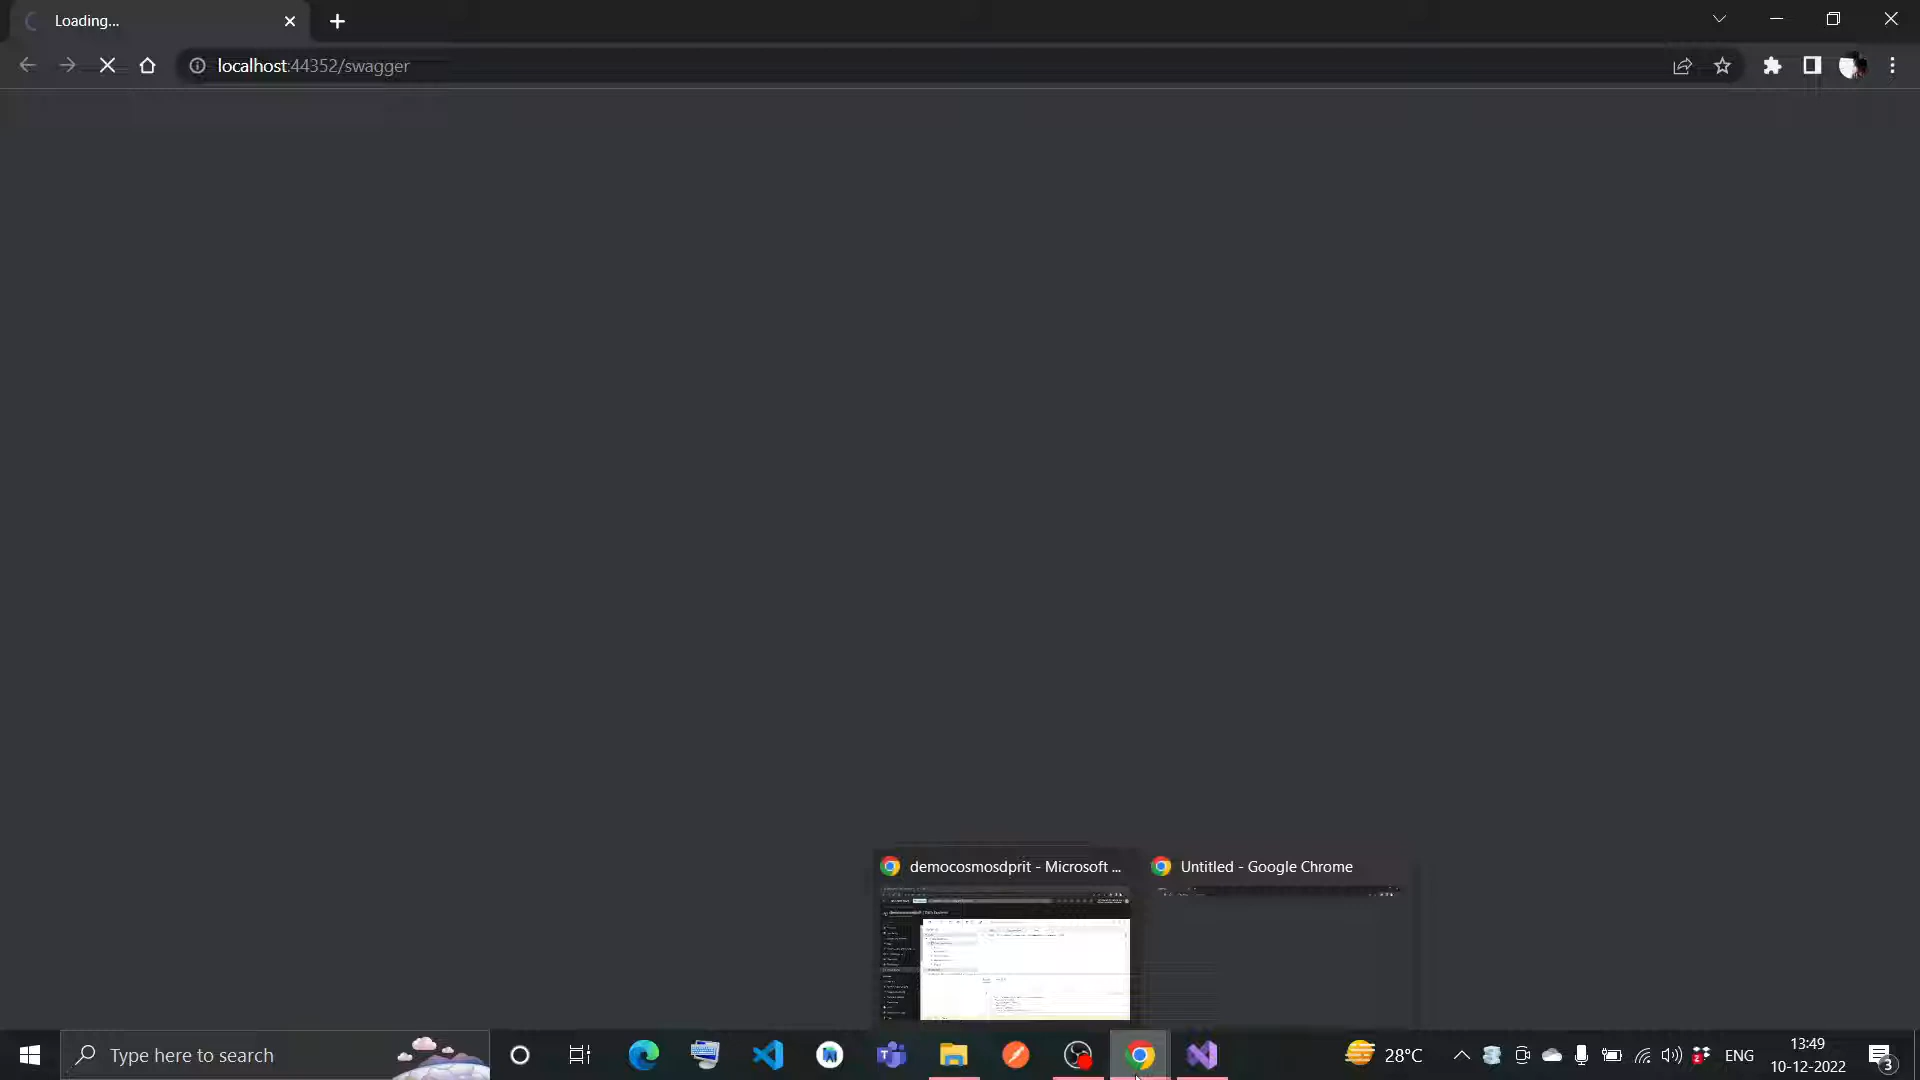 Loading...
localhost:44352/swagger
democosmosdprit - Microsoft ...
Untitled - Google Chrome
Type here to search
28°C
ENG
13:49
10-12-2022
3